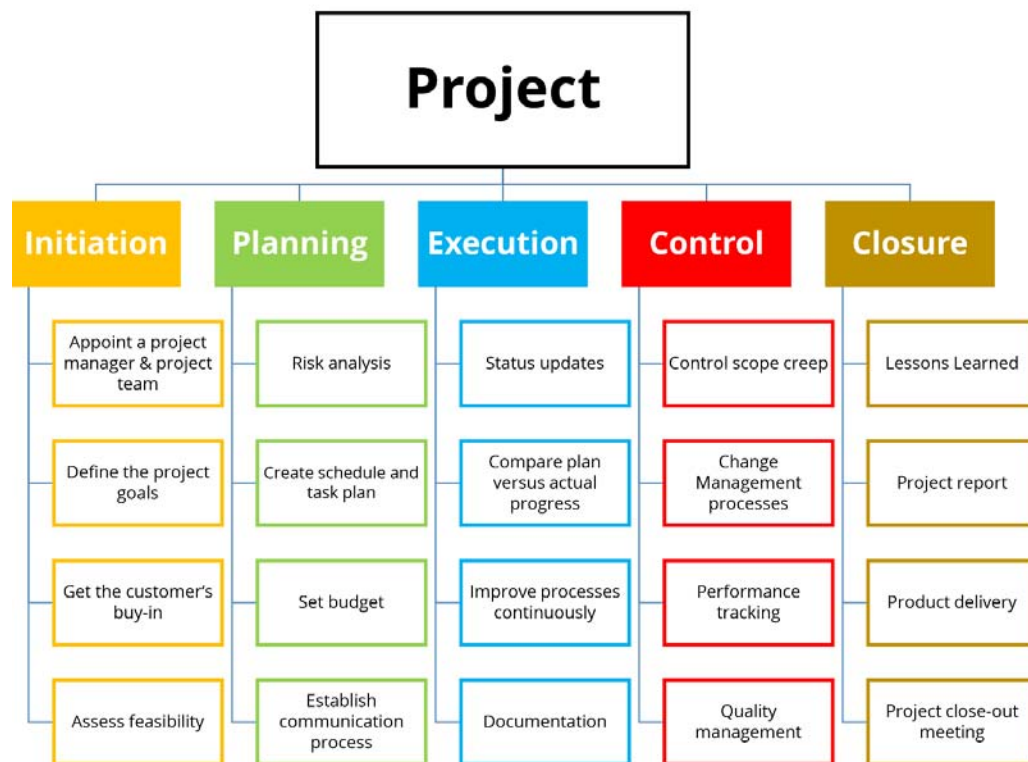 Project
Initiation
Planning
Execution
Control
Closure
Appoint a project
manager & project
team
Risk analysis
Status updates
Control scope creep
Lessons Learned
Define the project
goals
Create schedule and
task plan
Compare plan
versus actual
progress
Change
Management
processes
Project report
Get the customer's
buy-in
Set budget
Improve processes
continuously
Performance
tracking
Product delivery
Assess feasibility
Establish
communication
process
Documentation
Quality
management
Project close-out
meeting